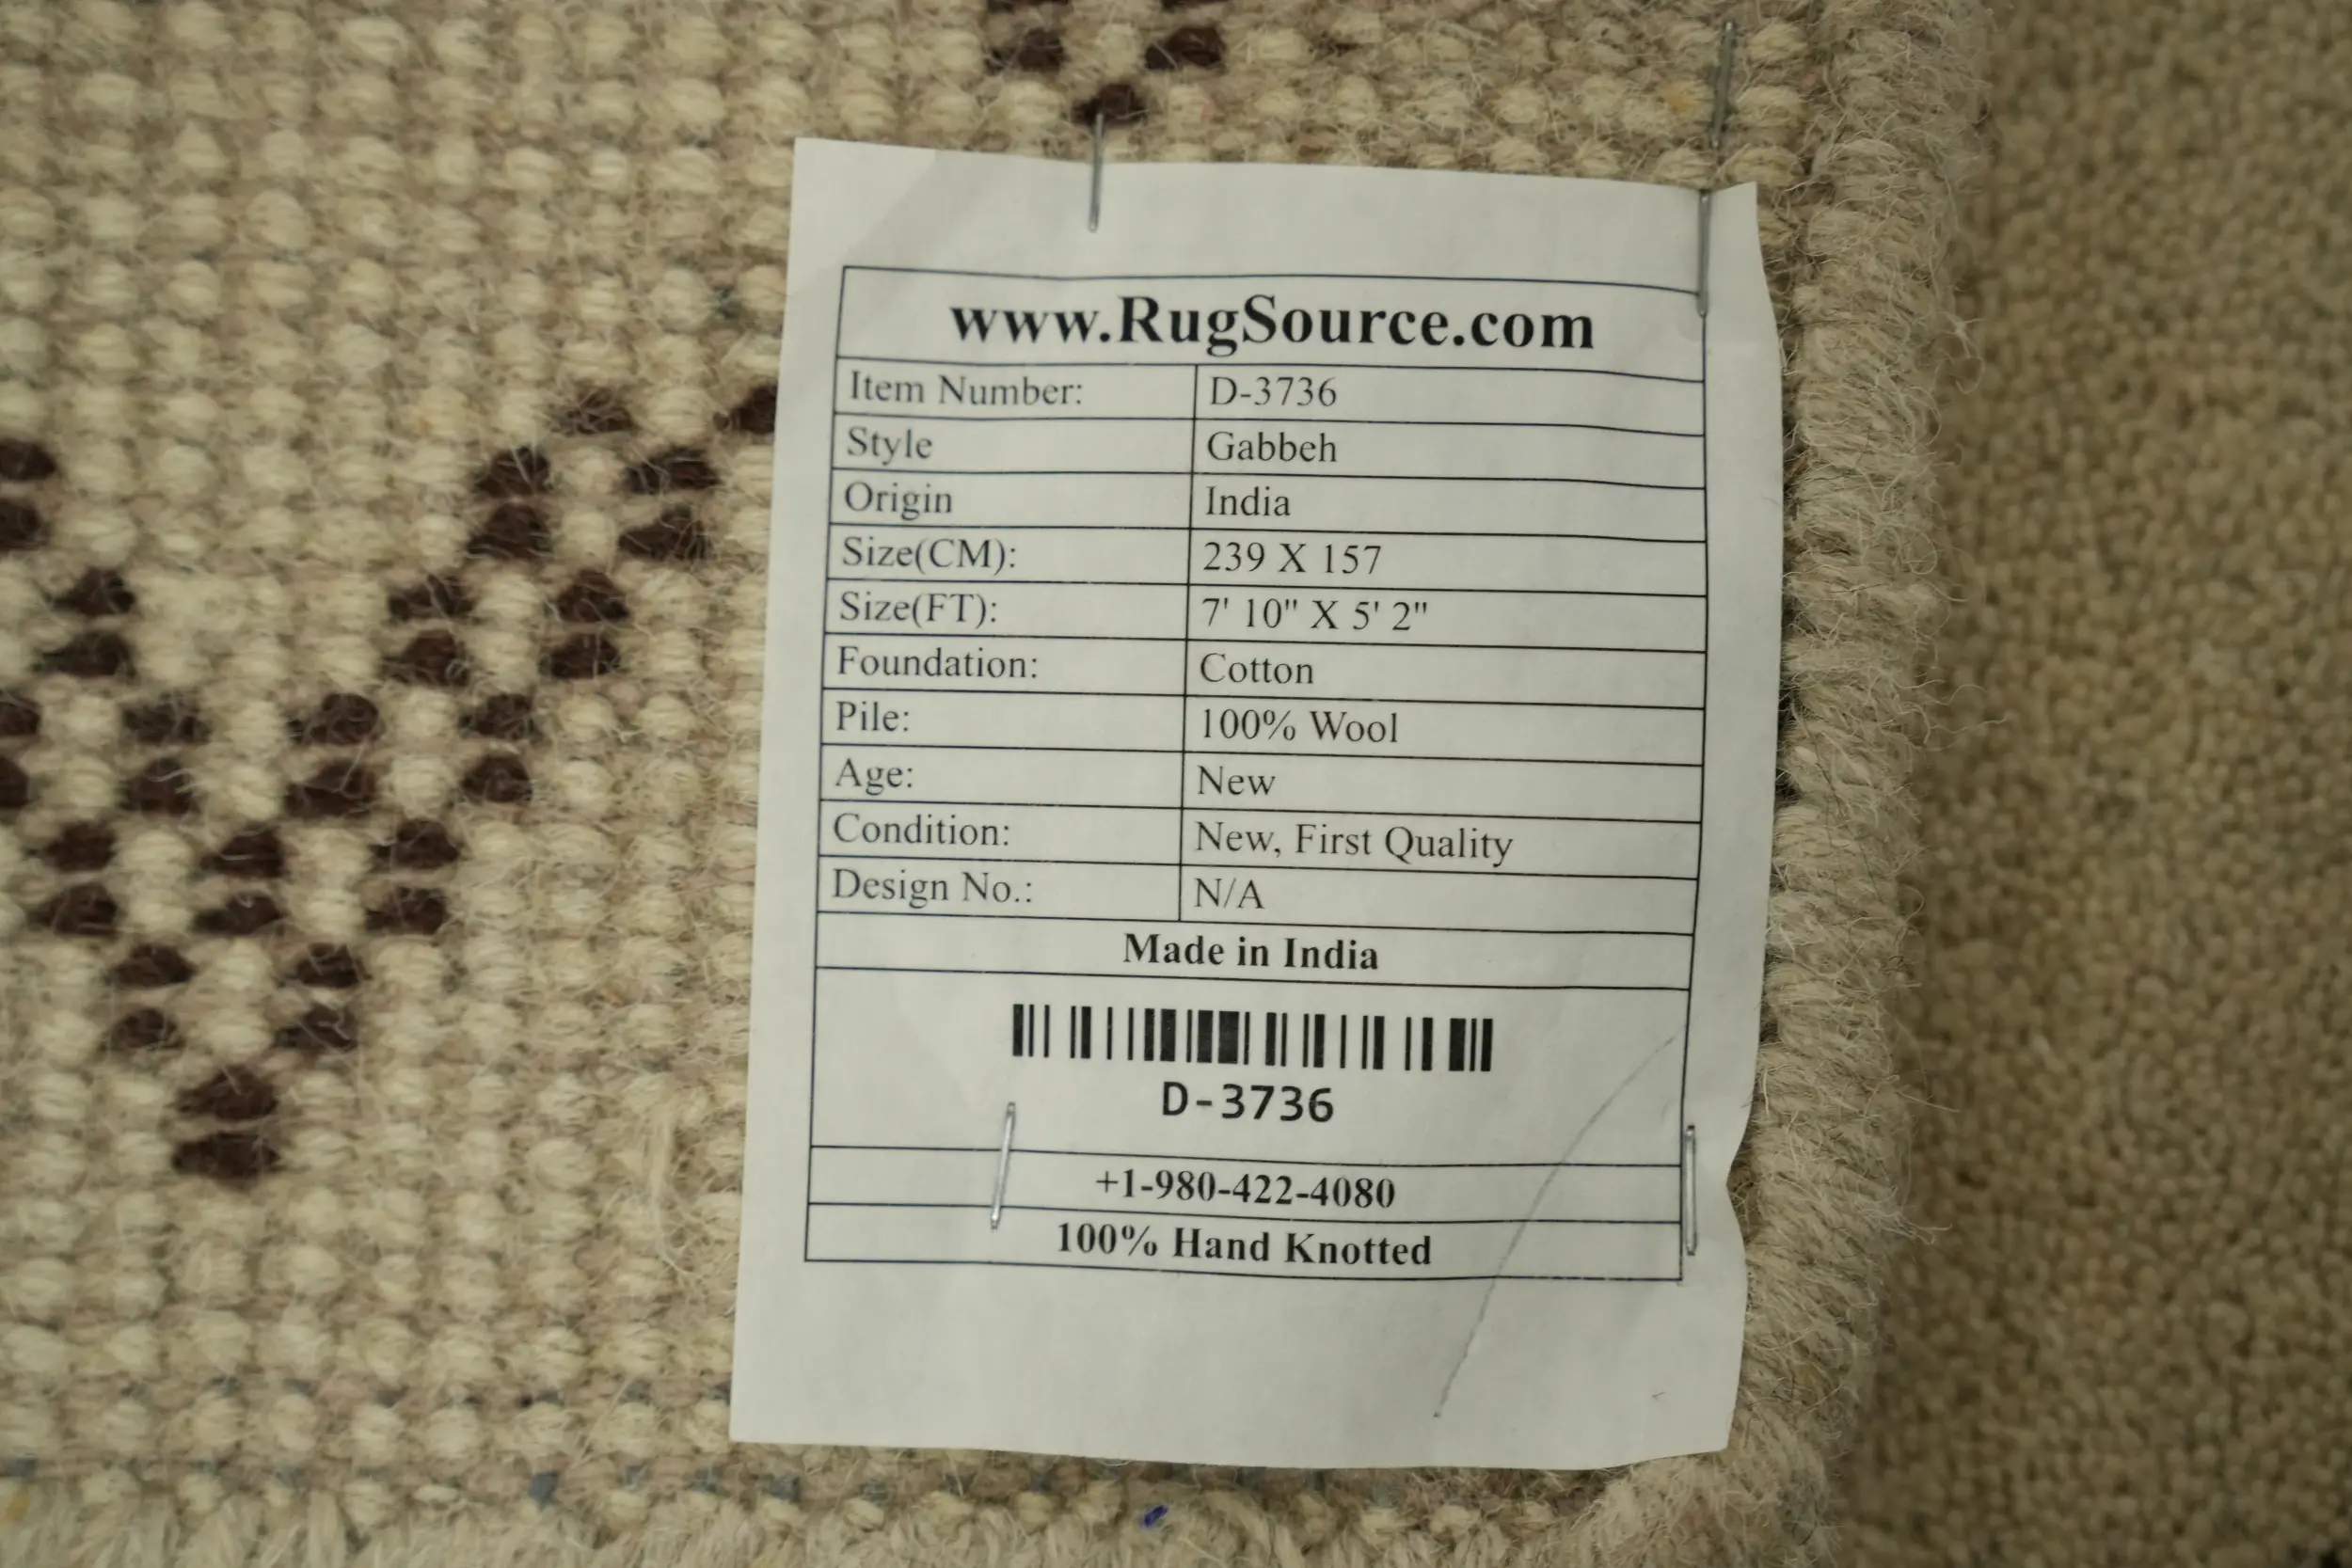 www.RugSource.com
Item Number: D-3736
Style Gabbeh
Origin India
Size(CM): 239 X 157
Size(FT): 7' 10" X 5' 2"
Foundation: Cotton
Pile: 100% Wool
Age: New
Condition: New, First Quality
Design No.: N/A
Made in India
D-3736
+1-980-422-4080
100% Hand Knotted